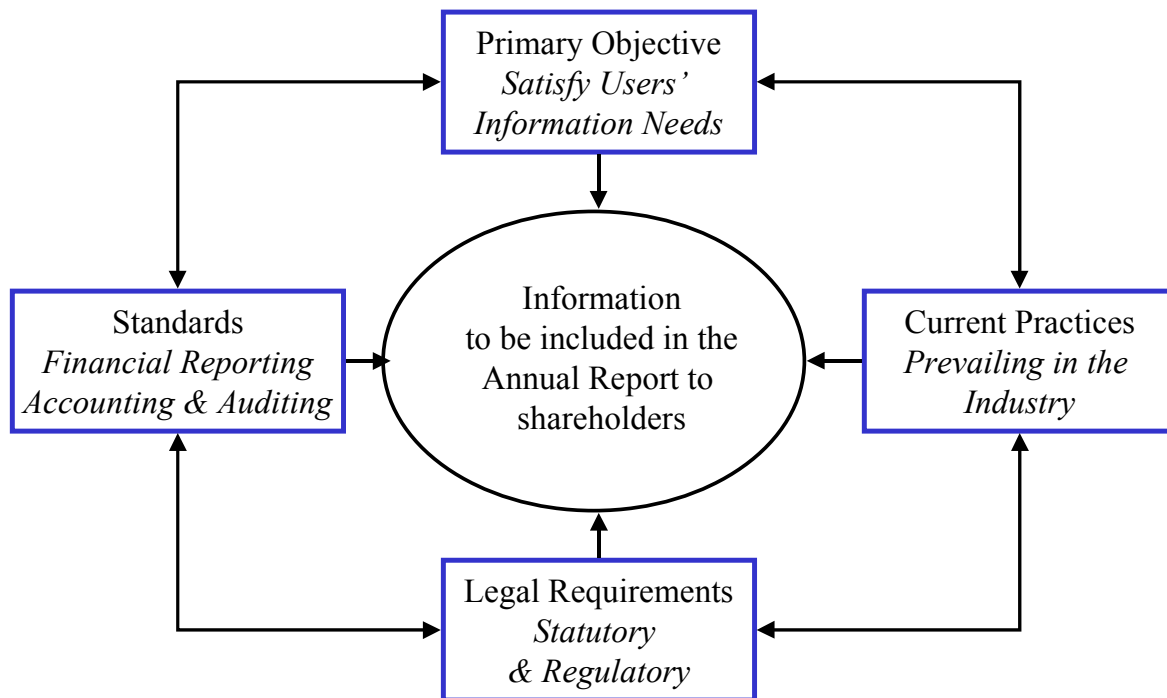 Primary Objective
Satisfy Users’
Information Needs
Standards
Financial Reporting
Accounting & Auditing
Information
to be included in the
Annual Report to
shareholders
Current Practices
Prevailing in the
Industry
Legal Requirements
Statutory
& Regulatory